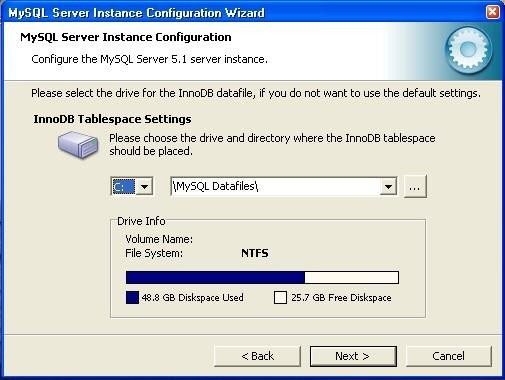 MySQL Server Instance Configuration Wizard
MySQL Server Instance Configuration
Configure the MySQL Server 5.1 server instance.
Please select the drive for the InnoDB datafile, if you do not want to use the default settings.
InnoDB Tablespace Settings
Please choose the drive and directory where the InnoDB tablespace
should be placed.
C: \MySQL Datafiles\ ...
Drive Info
Volume Name:
File System: NTFS
48.8 GB Diskspace Used 25.7 GB Free Diskspace
< Back Next > Cancel